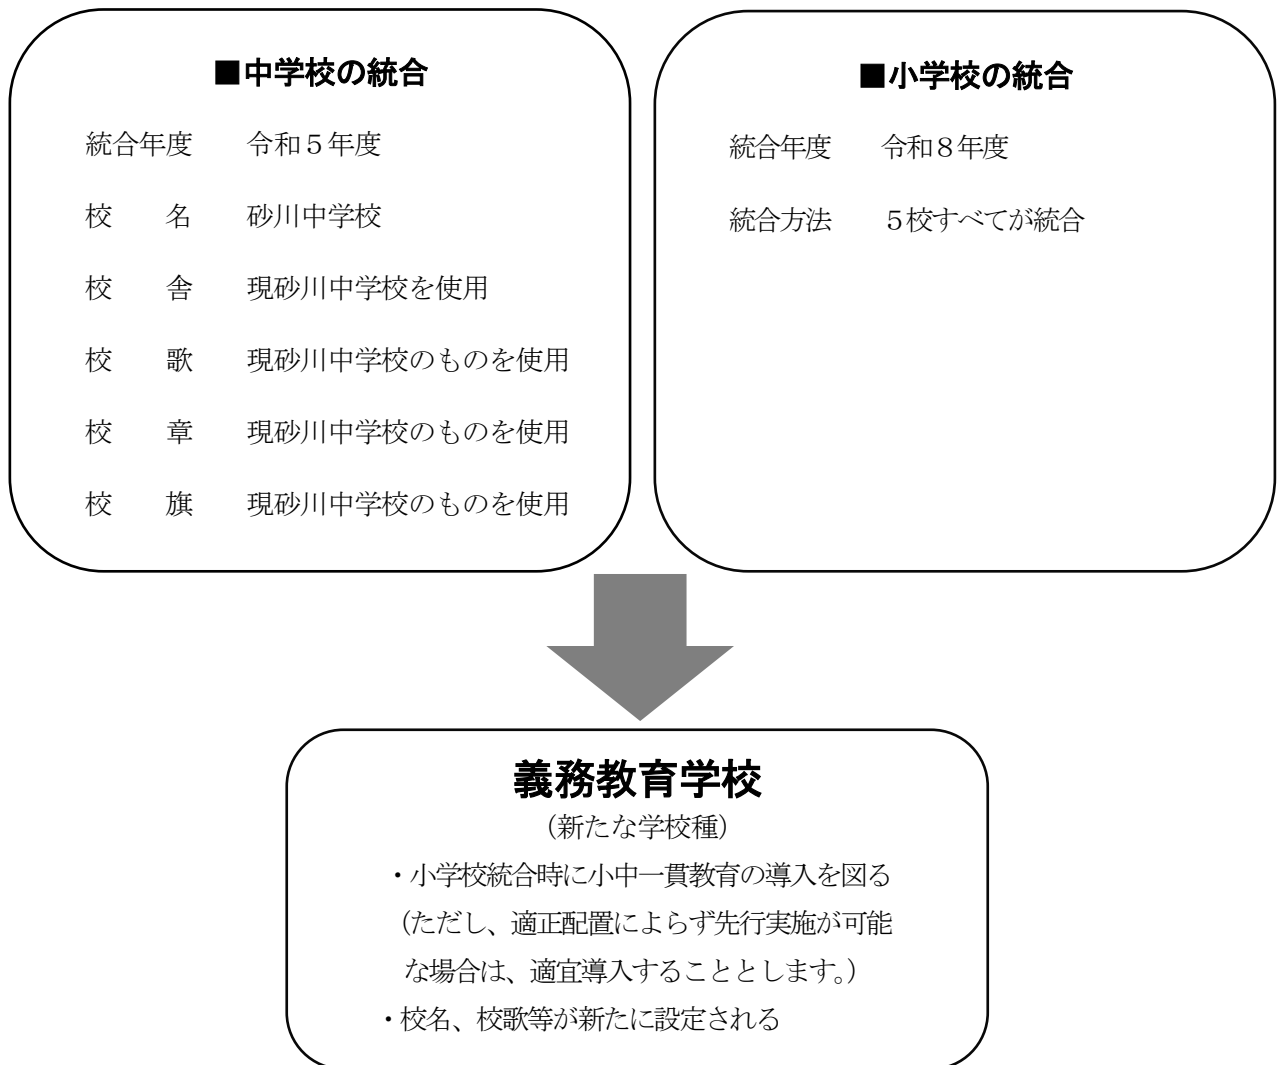 ■中学校の統合
統合年度　　令和５年度
校　　名　　砂川中学校
校　　舎　　現砂川中学校を使用
校　　歌　　現砂川中学校のものを使用
校　　章　　現砂川中学校のものを使用
校　　旗　　現砂川中学校のものを使用
■小学校の統合
統合年度　　令和８年度
統合方法　　５校すべてが統合
義務教育学校
（新たな学校種）
・小学校統合時に小中一貫教育の導入を図る
（ただし、適正配置によらず先行実施が可能
な場合は、適宜導入することとします。）
・校名、校歌等が新たに設定される